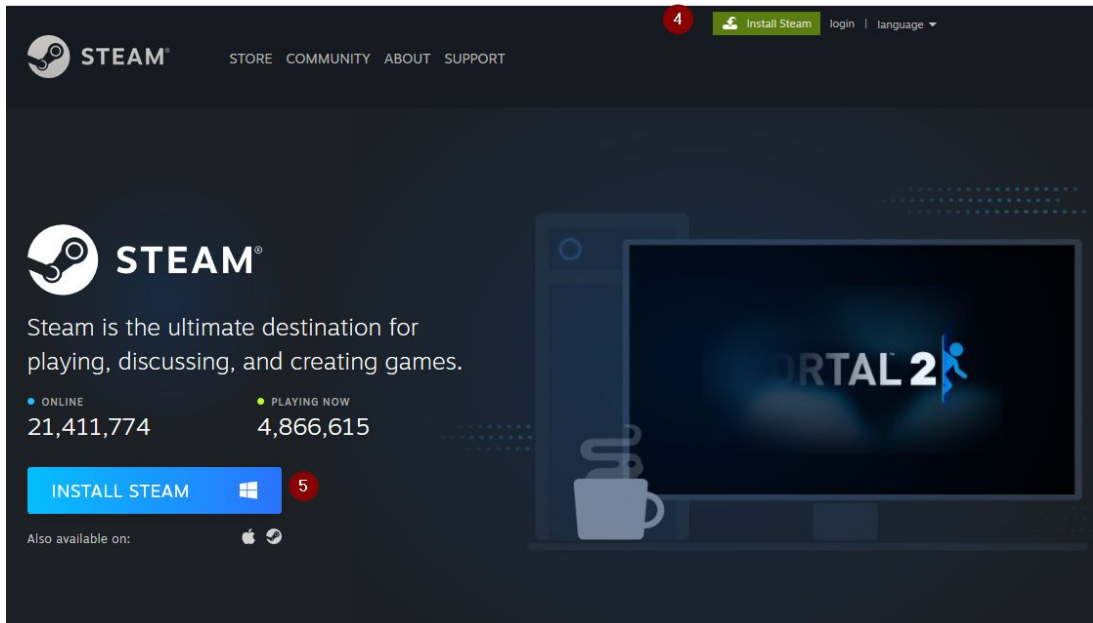 4 Install Steam login | language
STEAM® STORE COMMUNITY ABOUT SUPPORT
STEAM®
Steam is the ultimate destination for
playing, discussing, and creating games.
ONLINE PLAYING NOW
21,411,774 4,866,615
INSTALL STEAM 5
Also available on:
ORTAL 2